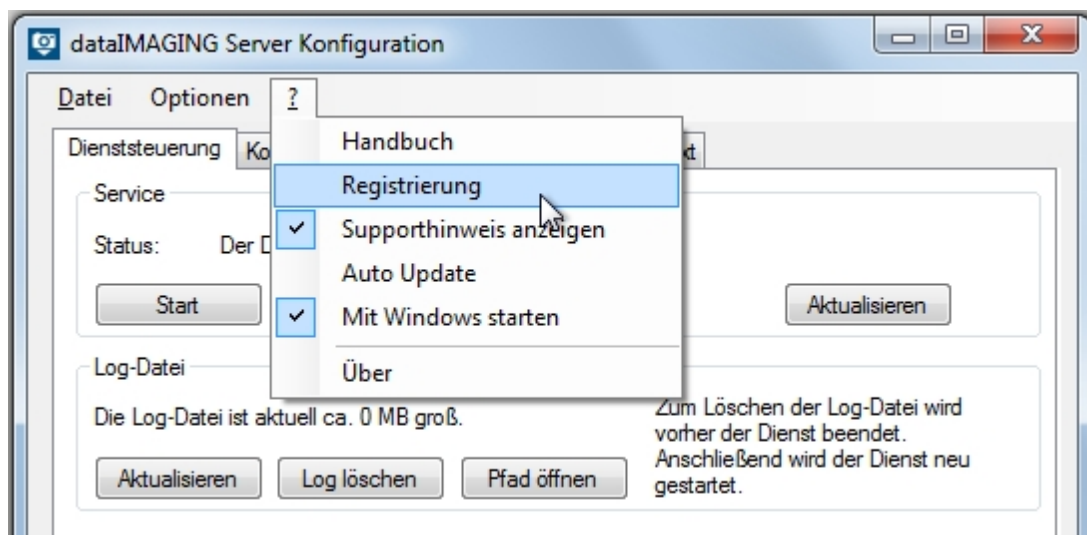 dataIMAGING Server Konfiguration
Datei Optionen ?
Dienststeuerung
Handbuch
Registrierung
Supporthinweis anzeigen
Auto Update
Mit Windows starten
Über
Service
Status: Der
Start
Aktualisieren
Log-Datei
Die Log-Datei ist aktuell ca. 0 MB groß.
Zum Löschen der Log-Datei wird
vorher der Dienst beendet.
Anschließend wird der Dienst neu
gestartet.
Aktualisieren Log löschen Pfad öffnen